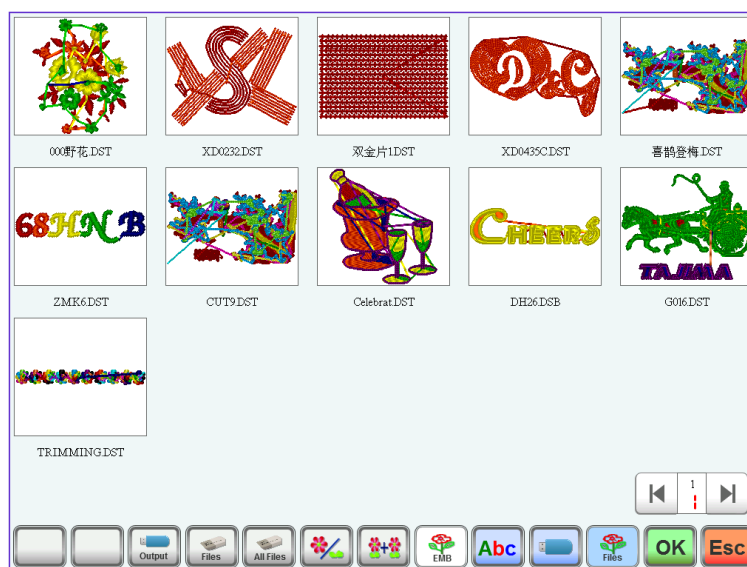 000野花.DST
XD0232.DST
双金片1.DST
D&C
XD0435C.DST
喜鹊登梅.DST
68HNB
ZMK6.DST
CUT9.DST
Celebrat.DST
CHEERS
DH26.DSB
TAJIMA
G016.DST
TRIMMING.DST
1
Output
Files
All Files
EMB
Abc
Files
OK
Esc